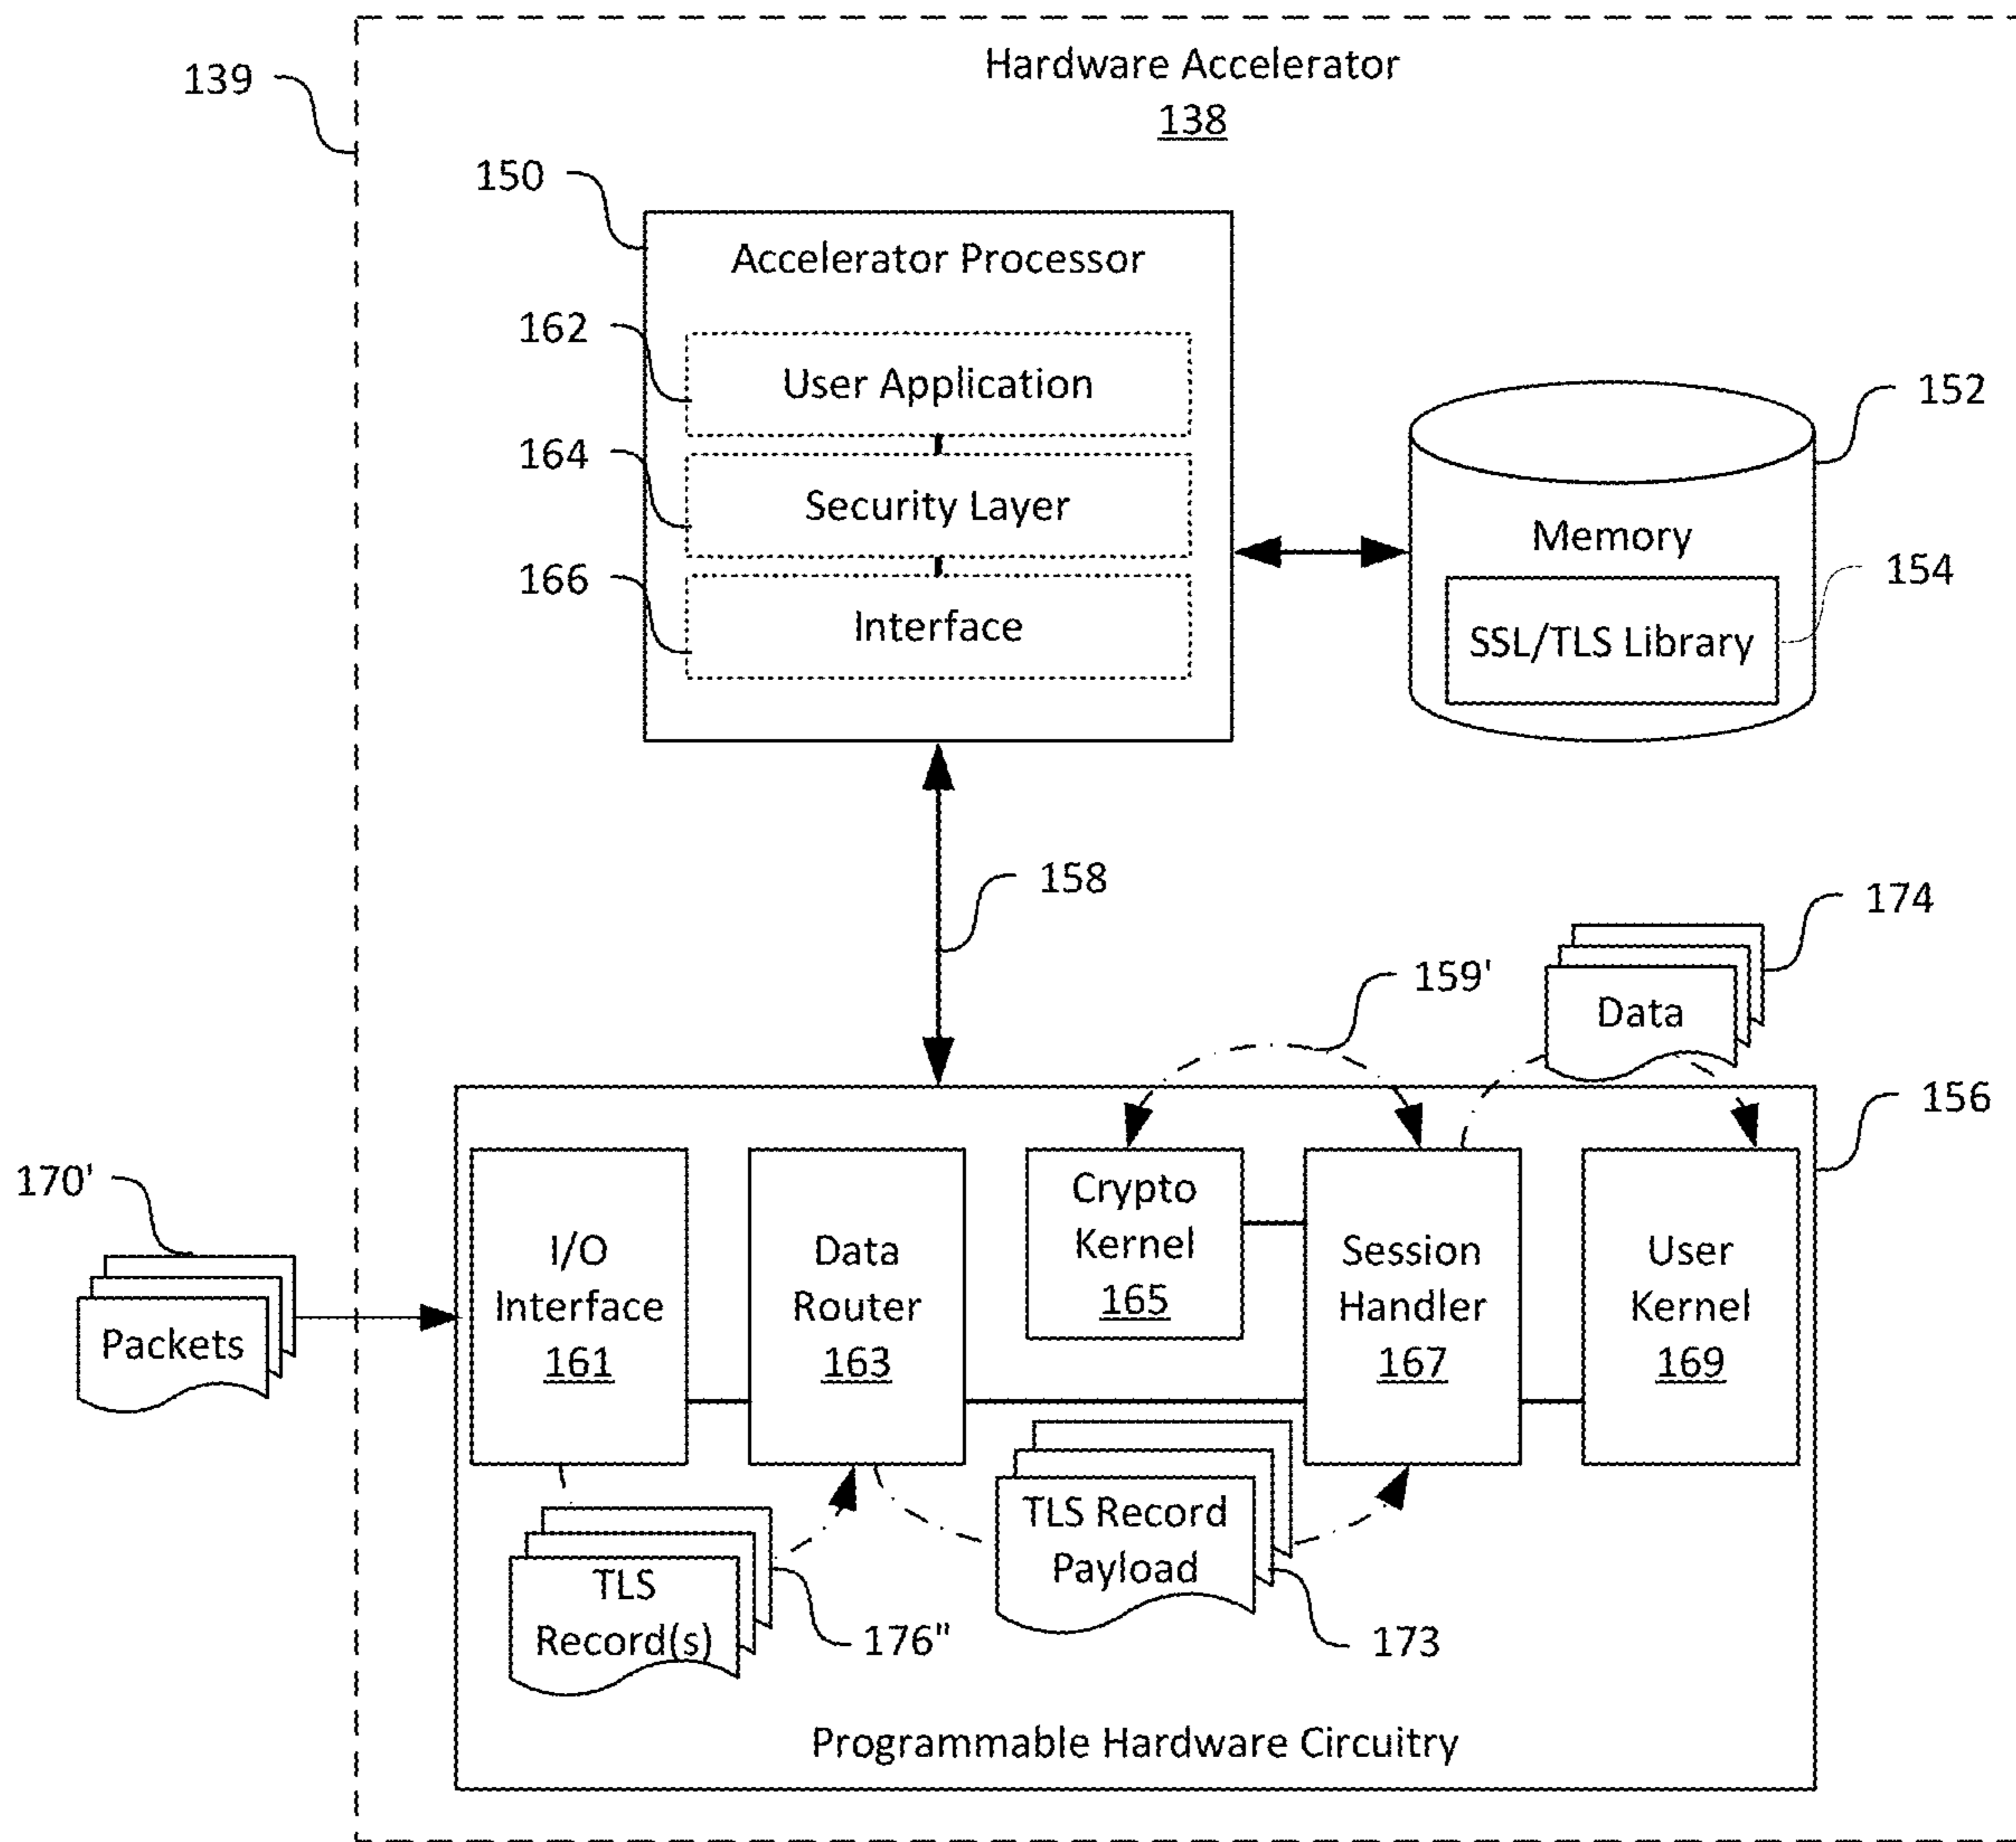 Hardware Accelerator
138
139
150
Accelerator Processor
162
User Application
164
Security Layer
166
Interface
152
Memory
154
SSL/TLS Library
158
174
Data
159'
156
170'
Packets
I/O
Interface
161
Data
Router
163
Crypto
Kernel
165
Session
Handler
167
User
Kernel
169
TLS
Record(s)
176"
TLS Record
Payload
173
Programmable Hardware Circuitry